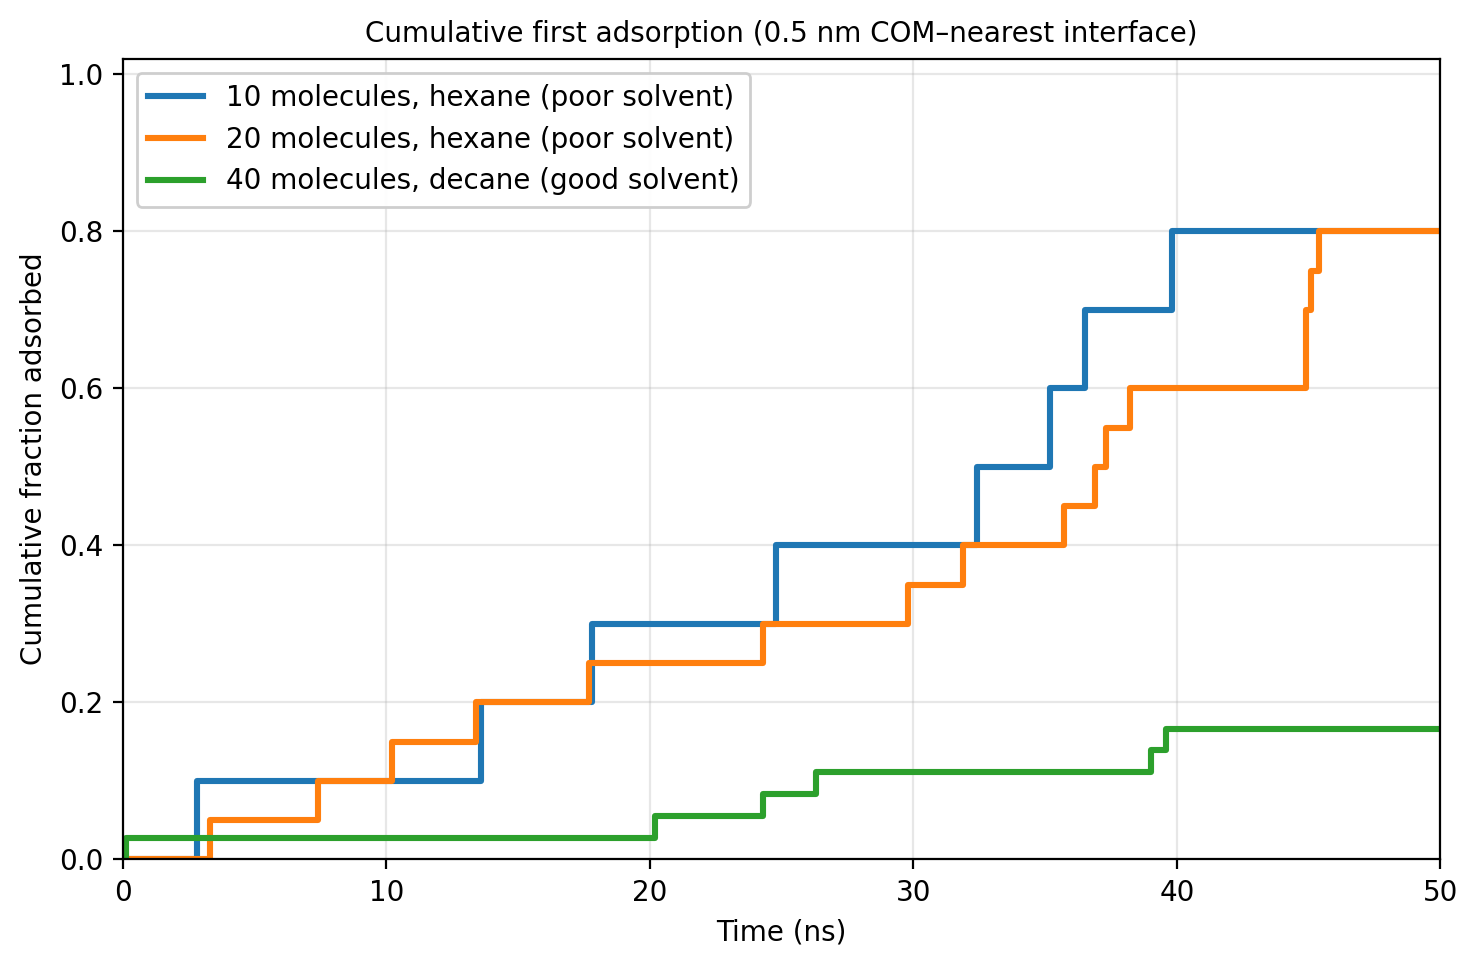 Cumulative first adsorption (0.5 nm COM–nearest interface)
10 molecules, hexane (poor solvent)
20 molecules, hexane (poor solvent)
40 molecules, decane (good solvent)
Cumulative fraction adsorbed
1.0
0.8
0.6
0.4
0.2
0.0
0 10 20 30 40 50
Time (ns)